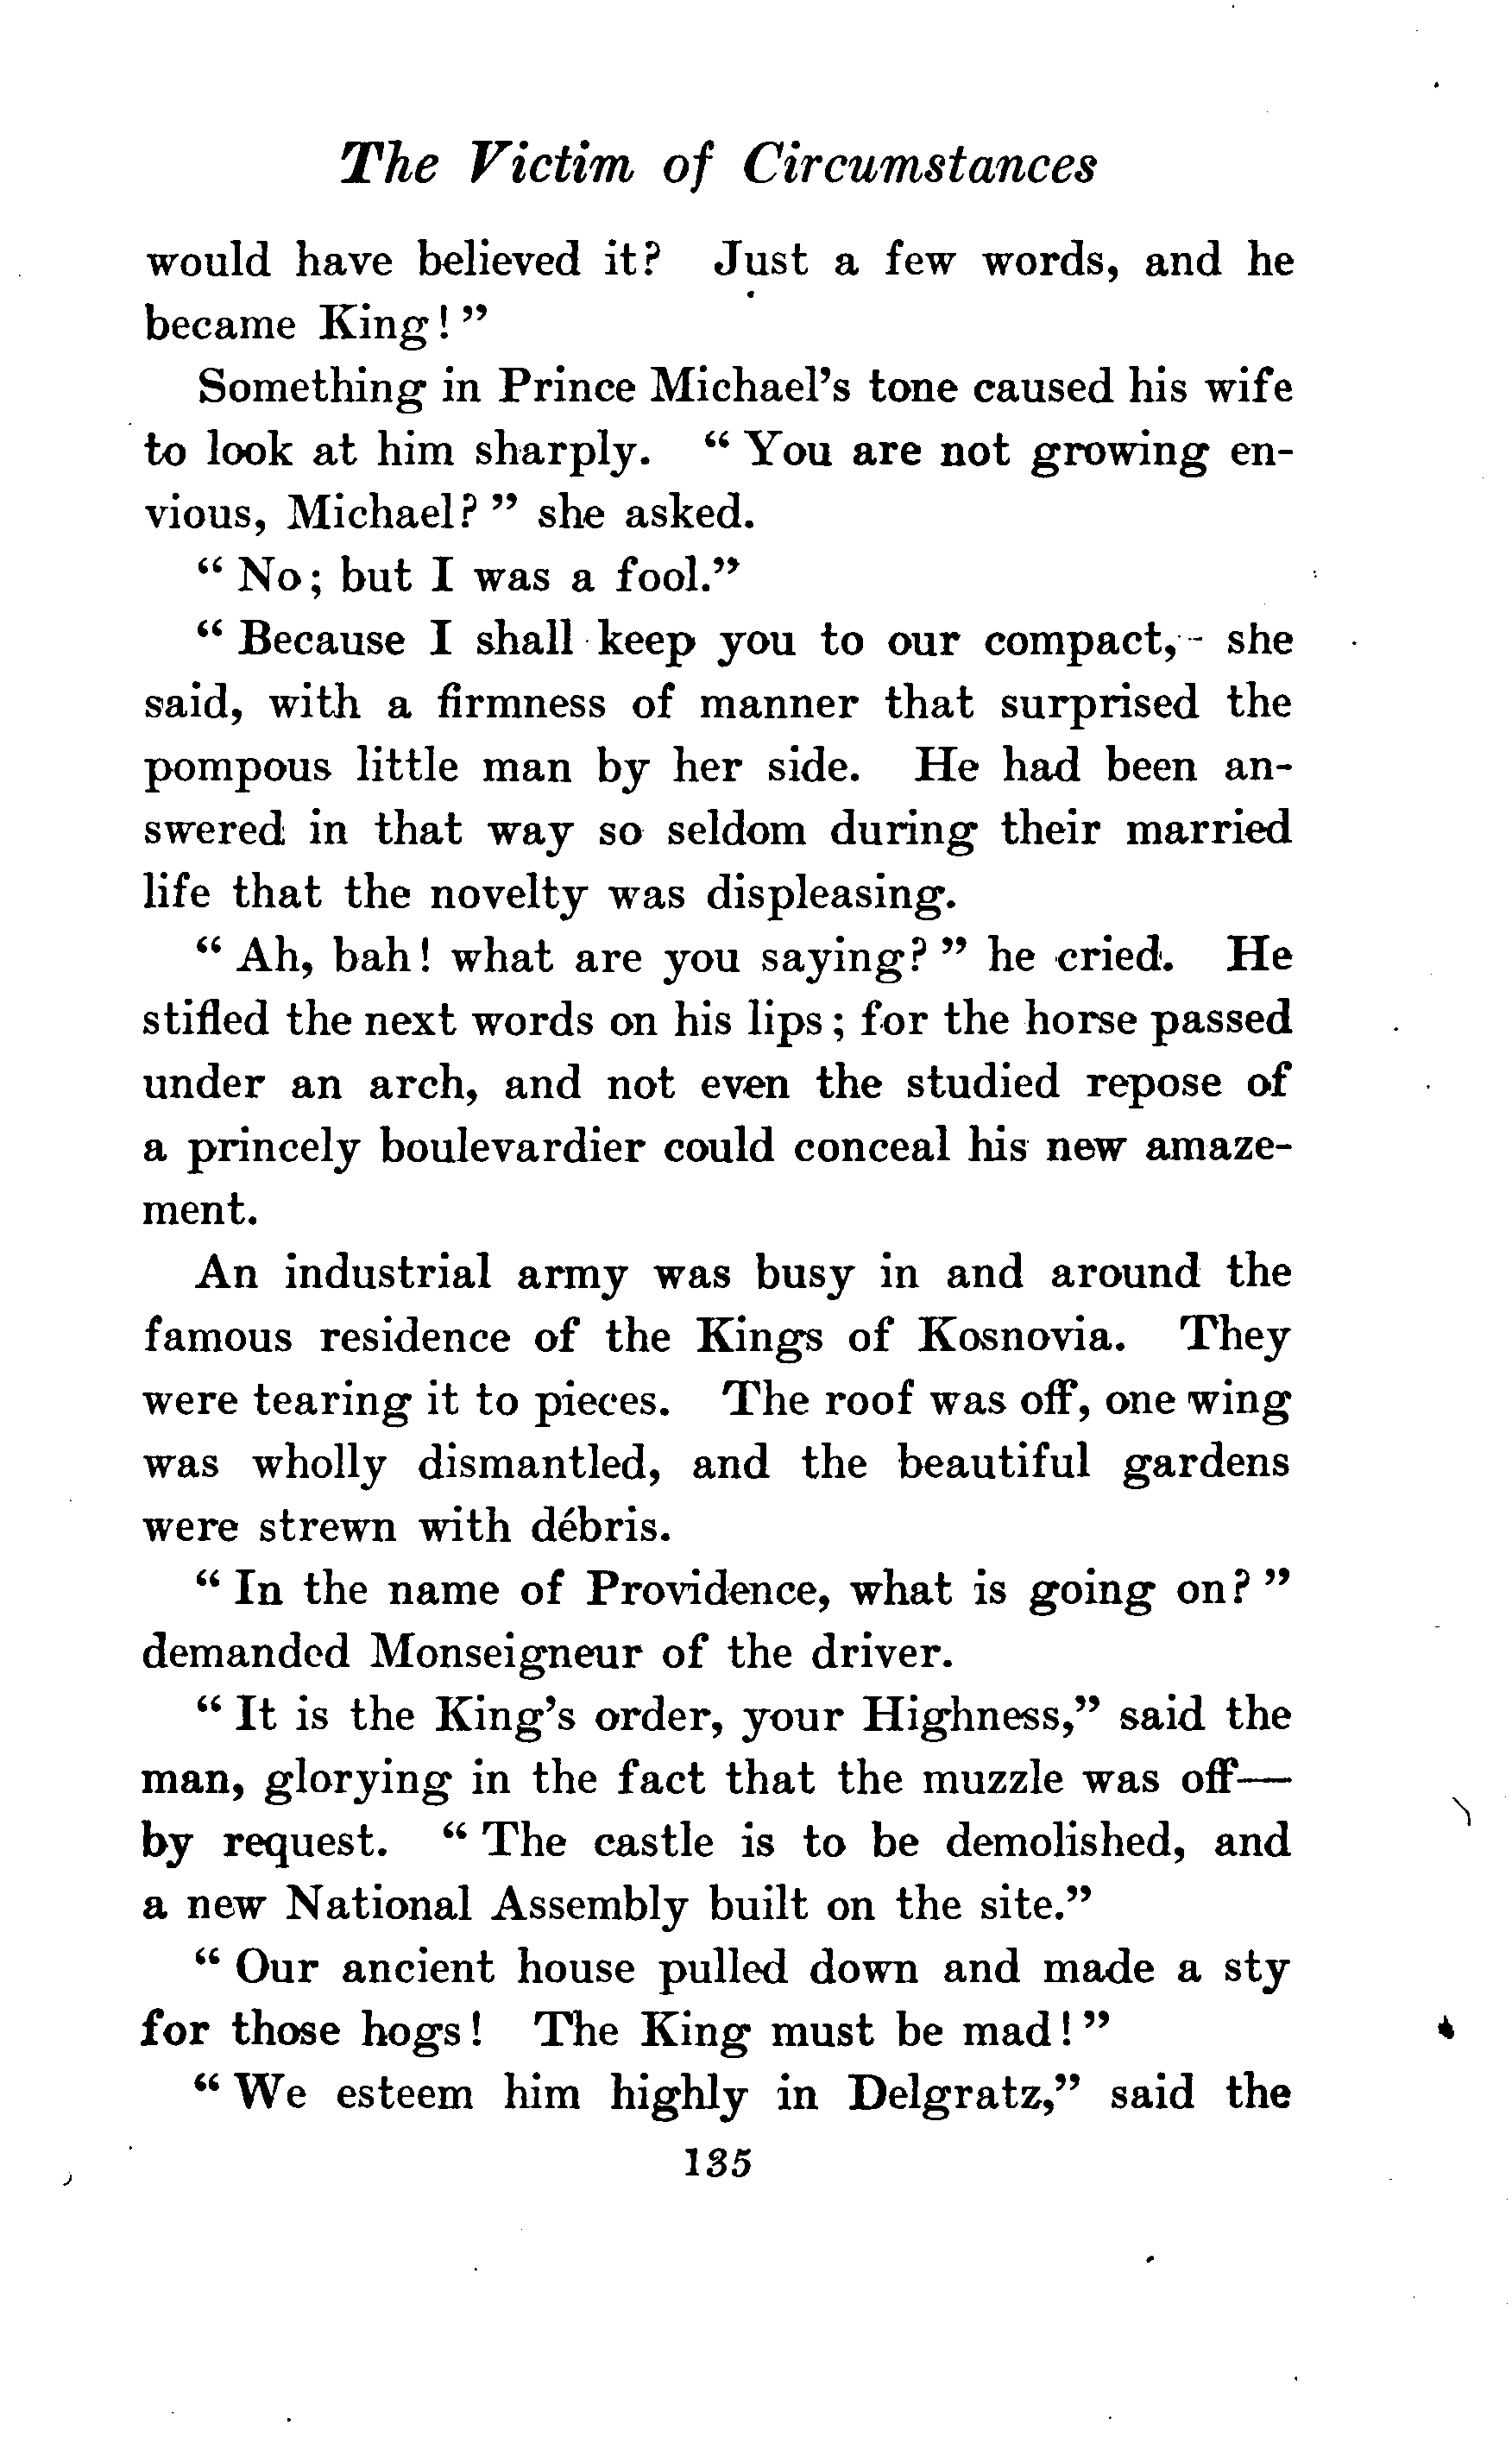 The Victim of Circumstances
would have believed it? Just a few words, and he
became King!"
Something in Prince Michael's tone caused his wife
to look at him sharply. "You are not growing en-
vious, Michael?" she asked.
"No; but I was a fool."
"Because I shall keep you to our compact,- she
said, with a firmness of manner that surprised the
pompous little man by her side. He had been an-
swered in that way so seldom during their married
life that the novelty was displeasing.
"Ah, bah! what are you saying?" he cried. He
stifled the next words on his lips; for the horse passed
under an arch, and not even the studied repose of
a princely boulevardier could conceal his new amaze-
ment.
An industrial army was busy in and around the
famous residence of the Kings of Kosnovia. They
were tearing it to pieces. The roof was off, one wing
was wholly dismantled, and the beautiful gardens
were strewn with débris.
"In the name of Providence, what is going on?"
demanded Monseigneur of the driver.
"It is the King's order, your Highness," said the
man, glorying in the fact that the muzzle was off—
by request. "The castle is to be demolished, and
a new National Assembly built on the site."
"Our ancient house pulled down and made a sty
for those hogs! The King must be mad!"
"We esteem him highly in Delgratz," said the
135